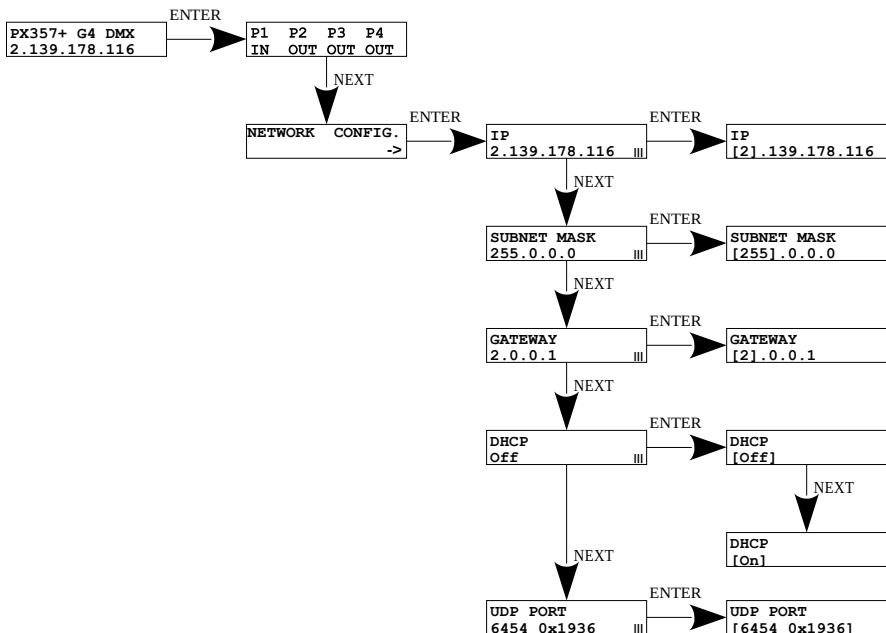 ENTER
PX357+ G4 DMX
2.139.178.116
P1 P2 P3 P4
IN OUT OUT OUT
NEXT
NETWORK CONFIG.
->
ENTER
IP
2.139.178.116
ENTER
IP
[2].139.178.116
NEXT
SUBNET MASK
255.0.0.0
ENTER
SUBNET MASK
[255].0.0.0
NEXT
GATEWAY
2.0.0.1
ENTER
GATEWAY
[2].0.0.1
NEXT
DHCP
Off
ENTER
DHCP
[Off]
NEXT
DHCP
[On]
NEXT
UDP PORT
6454 0x1936
ENTER
UDP PORT
[6454 0x1936]